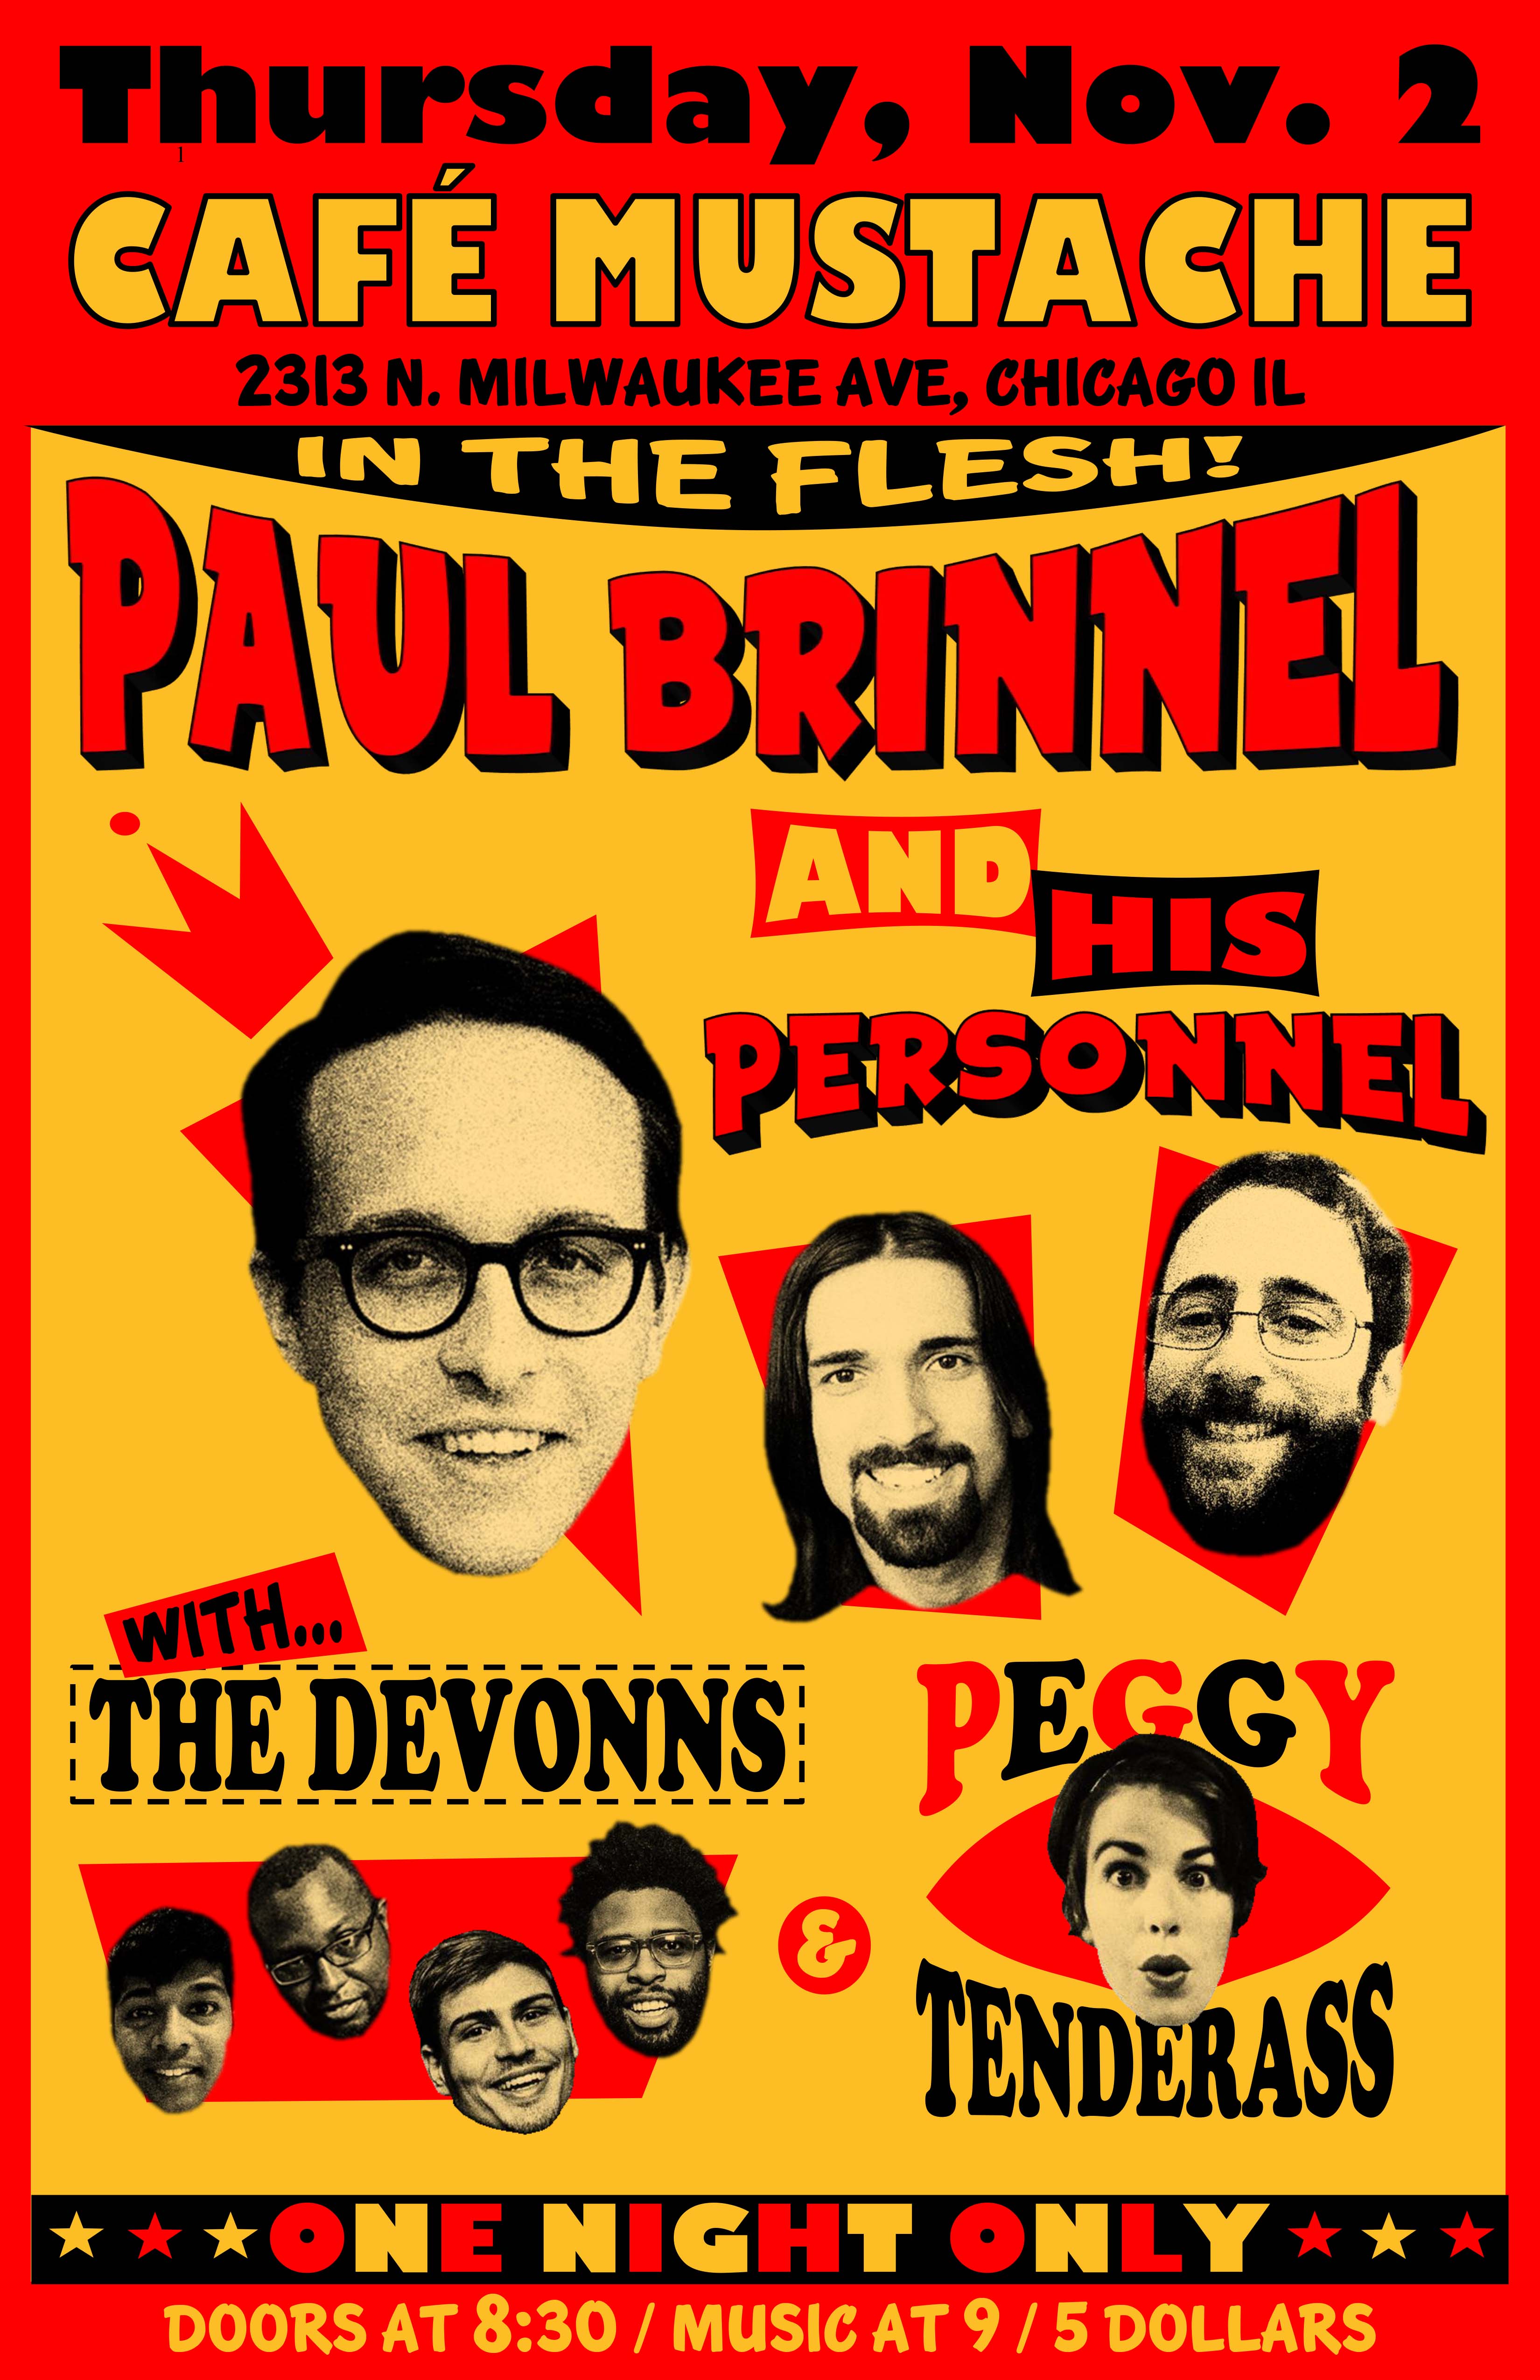 Thursday, Nov. 2
1
CAFÉ MUSTACHE
2313 N. MILWAUKEE AVE, CHICAGO IL
IN THE FLESH!
PAUL BRINNEL
AND
HIS
PERSONNEL
WITH...
THE DEVONNS
&
PEGGY
TENDERASS
ONE NIGHT ONLY
DOORS AT 8:30 / MUSIC AT 9 / 5 DOLLARS